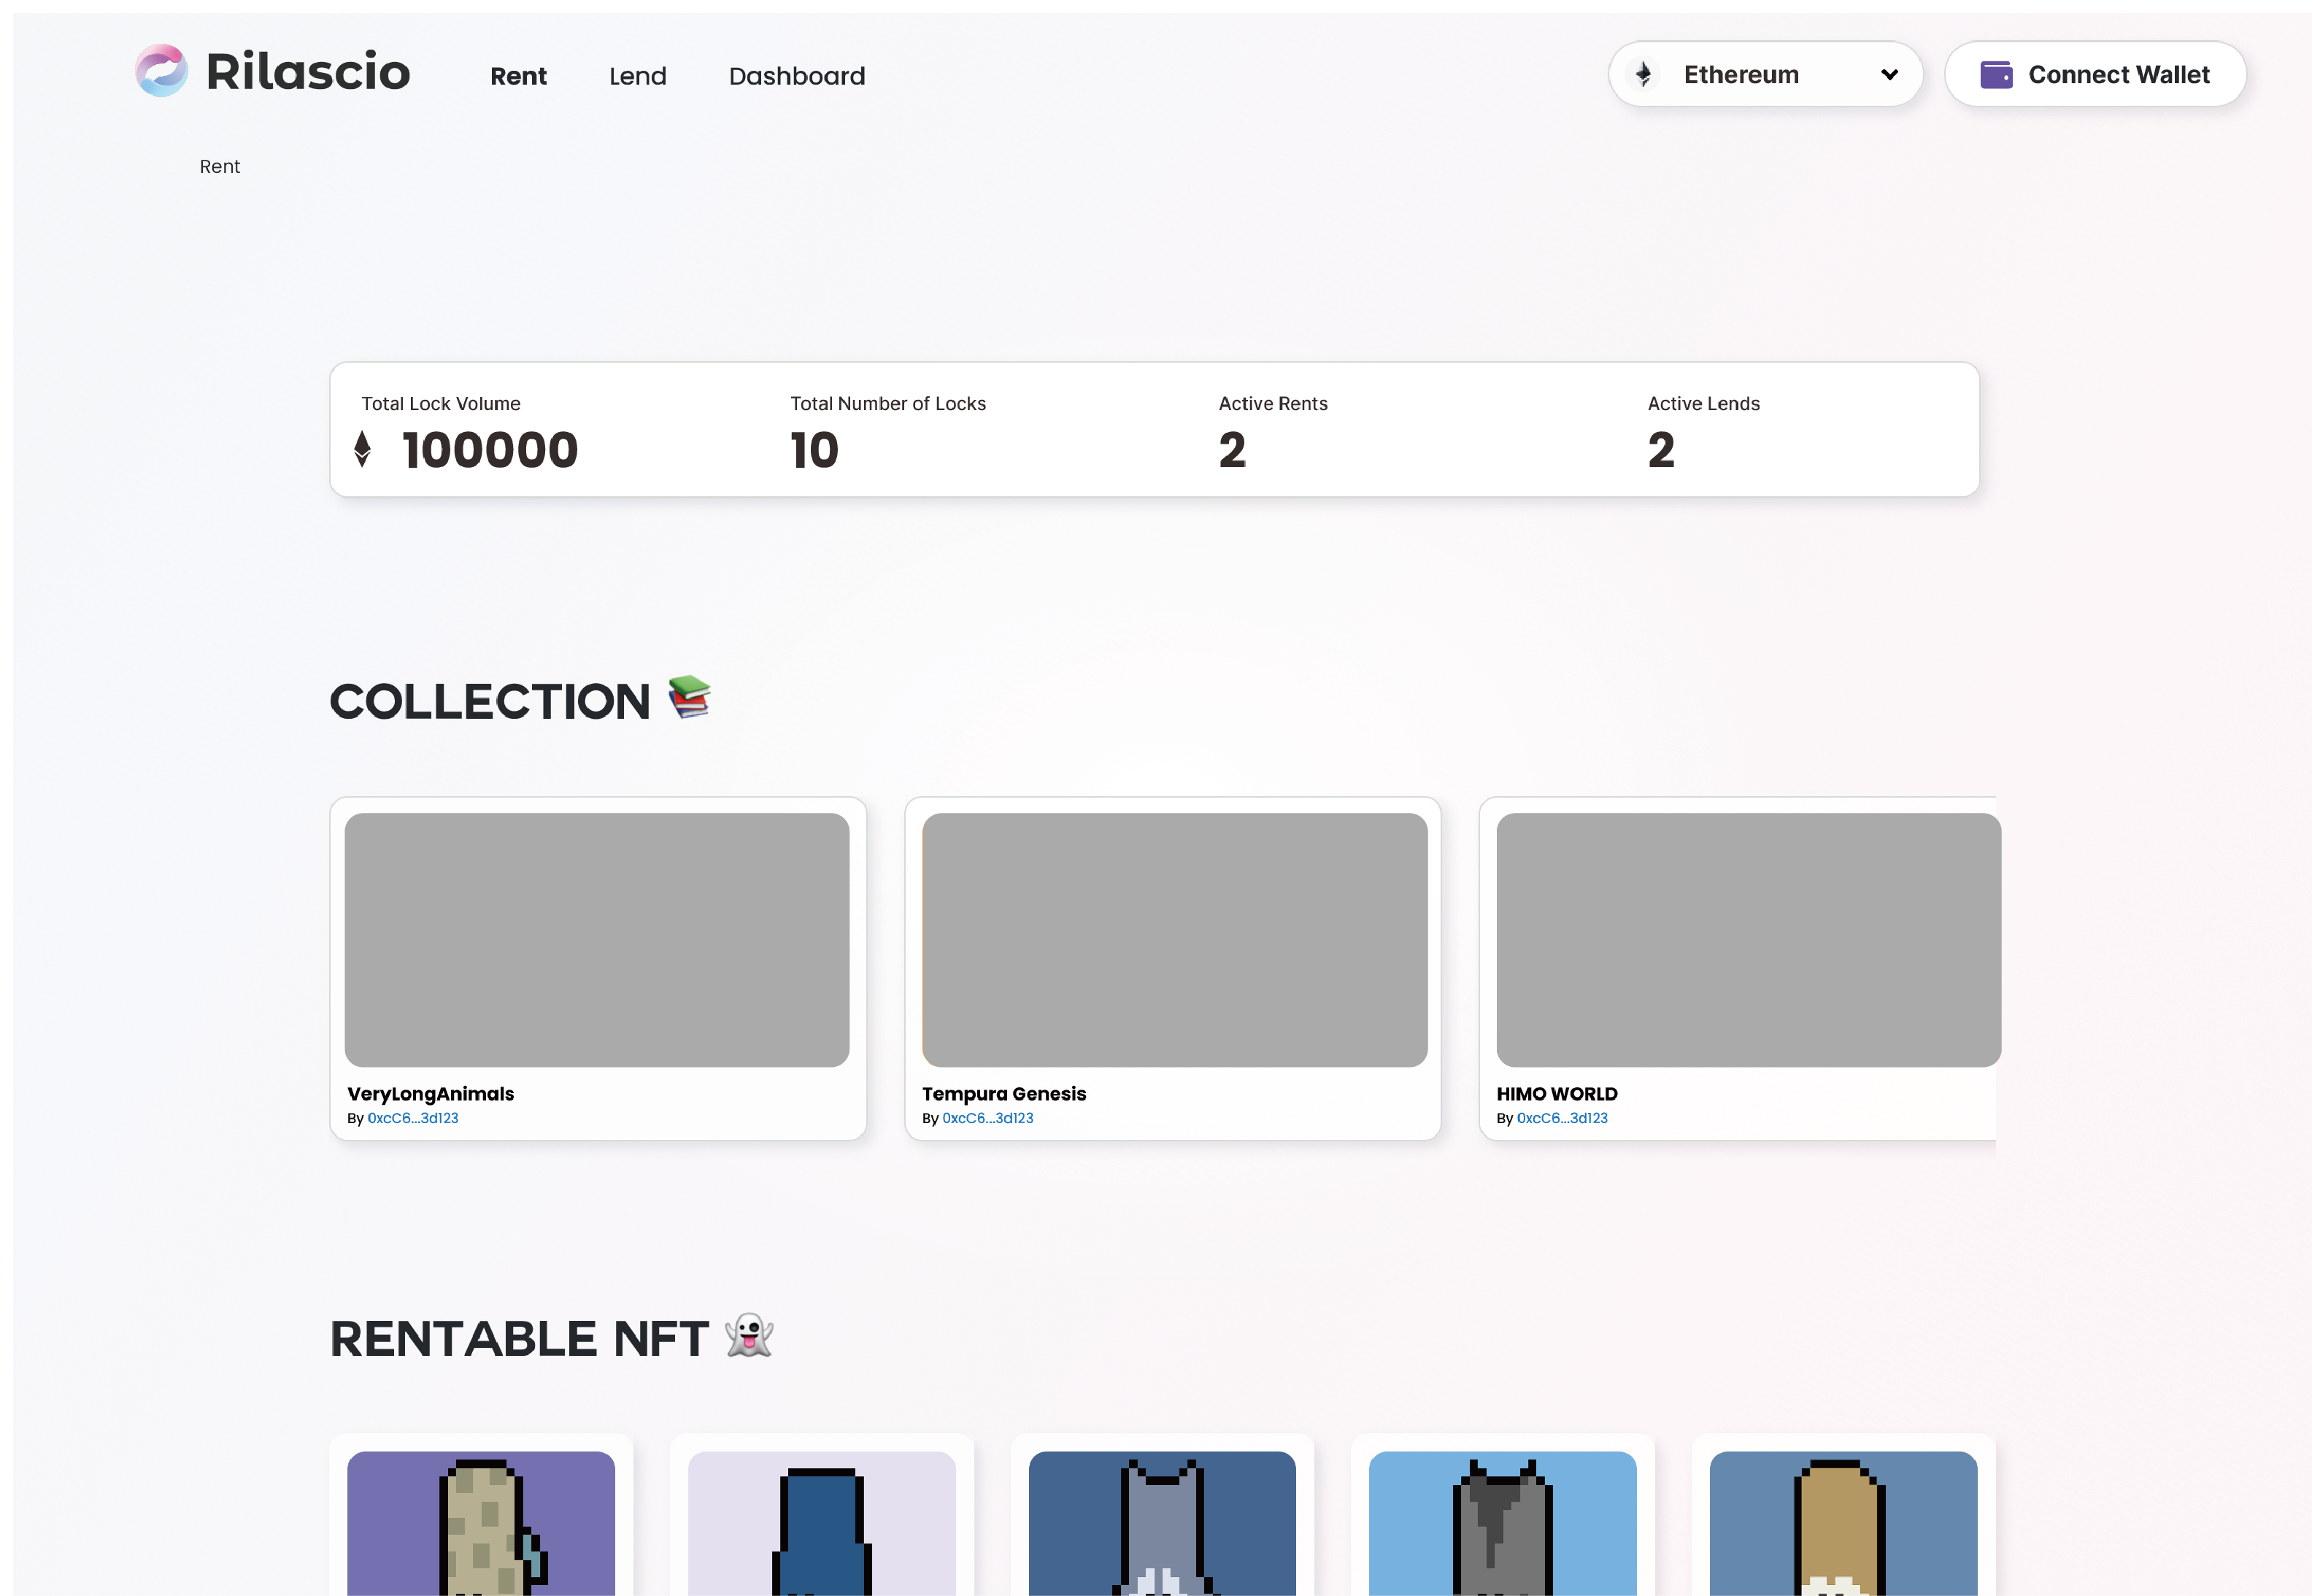 Rilascio
Rent Lend Dashboard
Ethereum
Connect Wallet
Rent
Total Lock Volume
100000
Total Number of Locks
10
Active Rents
2
Active Lends
2
COLLECTION
VeryLongAnimals
By 0xcC6...3d123
Tempura Genesis
By 0xcC6...3d123
HIMO WORLD
By 0xcC6...3d123
RENTABLE NFT